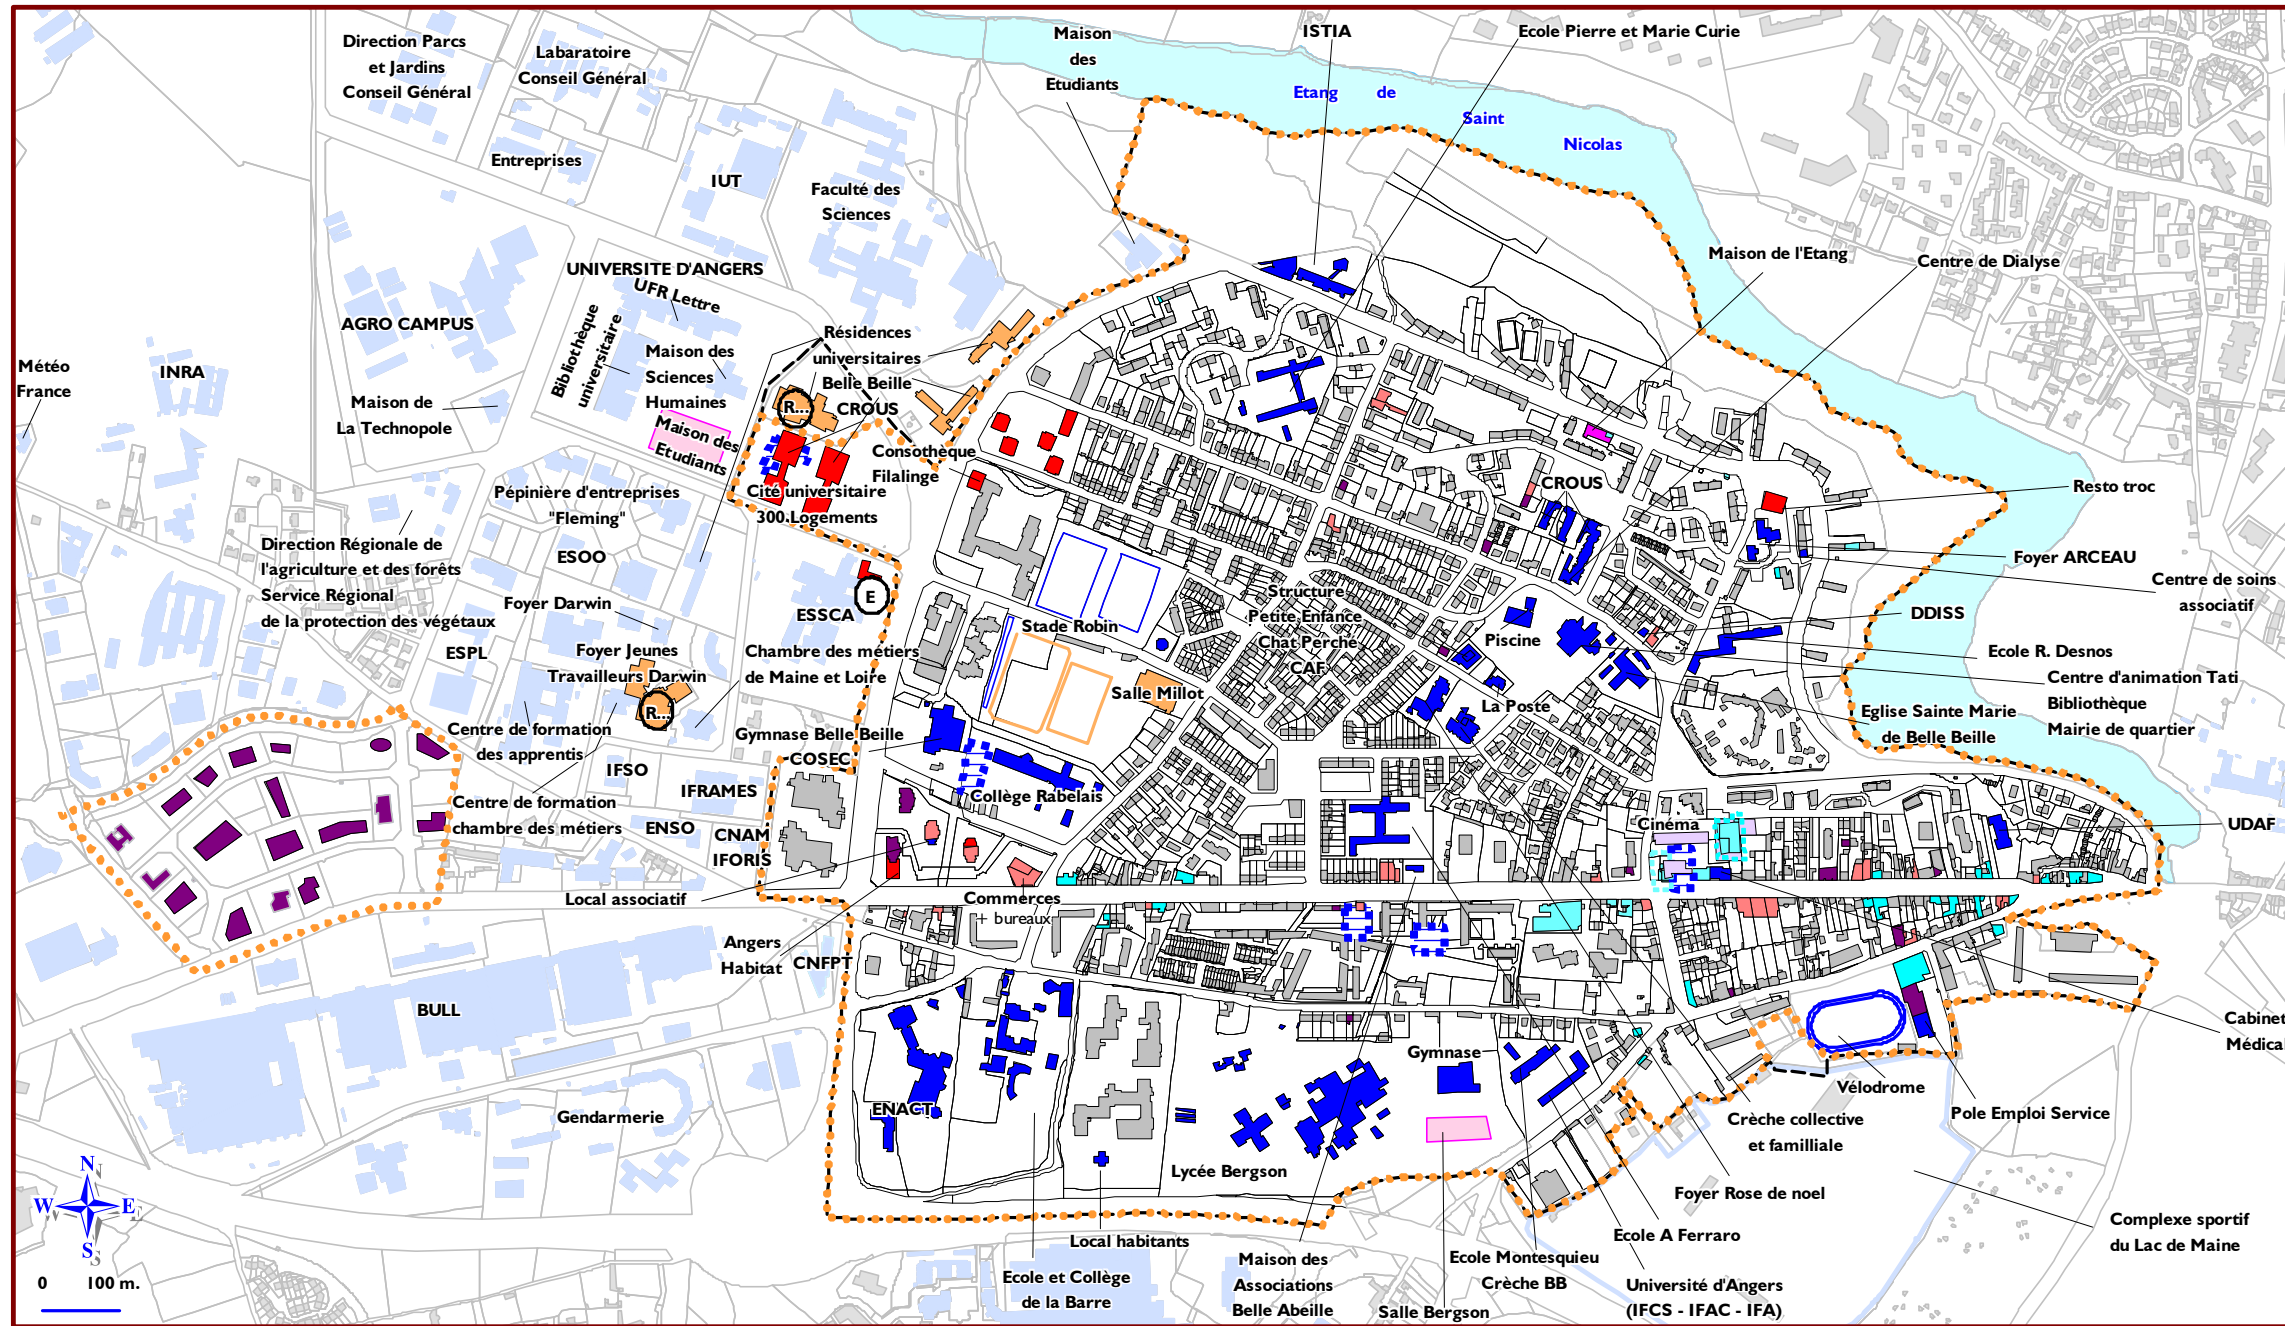 Direction Parcs
et Jardins
Conseil Général
Labaratoire
Conseil Général
Entreprises
IUT
Faculté des
Sciences
Maison
des
Etudiants
ISTIA
Ecole Pierre et Marie Curie
Etang de
Saint
Nicolas
Maison de l'Etang
Centre de Dialyse
UNIVERSITE D'ANGERS
UFR Lettre
Bibliothèque
universitaire
AGRO CAMPUS
Météo
France
INRA
Maison de
La Technopole
Maison des
Sciences
Humaines
Maison des
Etudiants
Résidences
universitaires
Belle Beille
CROUS
R...
Consotheque
Filalinge
Cité universitaire
300 Logements
Pépinière d'entreprises
"Fleming"
ESOO
Direction Régionale de
l'agriculture et des forêts
Service Régional
de la protection des végétaux
Foyer Darwin
ESPL
Foyer Jeunes
Travailleurs Darwin
R...
ESSCA
E
Chambre des métiers
de Maine et Loire
Centre de formation
des apprentis
IFSO
Centre de formation
chambre des métiers
IFRAMES
ENSO
CNAM
IFORIS
Gymnase Belle Beille
COSEC
Collège Rabelais
Stade Robin
Salle Millot
Structure
Petite Enfance
Chat Perché
CAF
CROUS
Piscine
La Poste
Resto troc
Foyer ARCEAU
Centre de soins
associatif
DDISS
Ecole R. Desnos
Centre d'animation Tati
Bibliothèque
Mairie de quartier
Eglise Sainte Marie
de Belle Beille
Cinéma
UDAF
Local associatif
Commerces
+ bureaux
Angers
Habitat
CNFPT
BULL
Gendarmerie
ENACT
Lycée Bergson
Gymnase
Vélodrome
Cabinet
Médical
Pole Emploi Service
Crèche collective
et familliale
Foyer Rose de noel
Ecole A Ferraro
Complexe sportif
du Lac de Maine
Local habitants
Ecole et Collège
de la Barre
Maison des
Associations
Belle Abeille
Salle Bergson
Ecole Montesquieu
Crèche BB
Université d'Angers
(IFCS - IFAC - IFA)
N
W E
S
0 100 m.